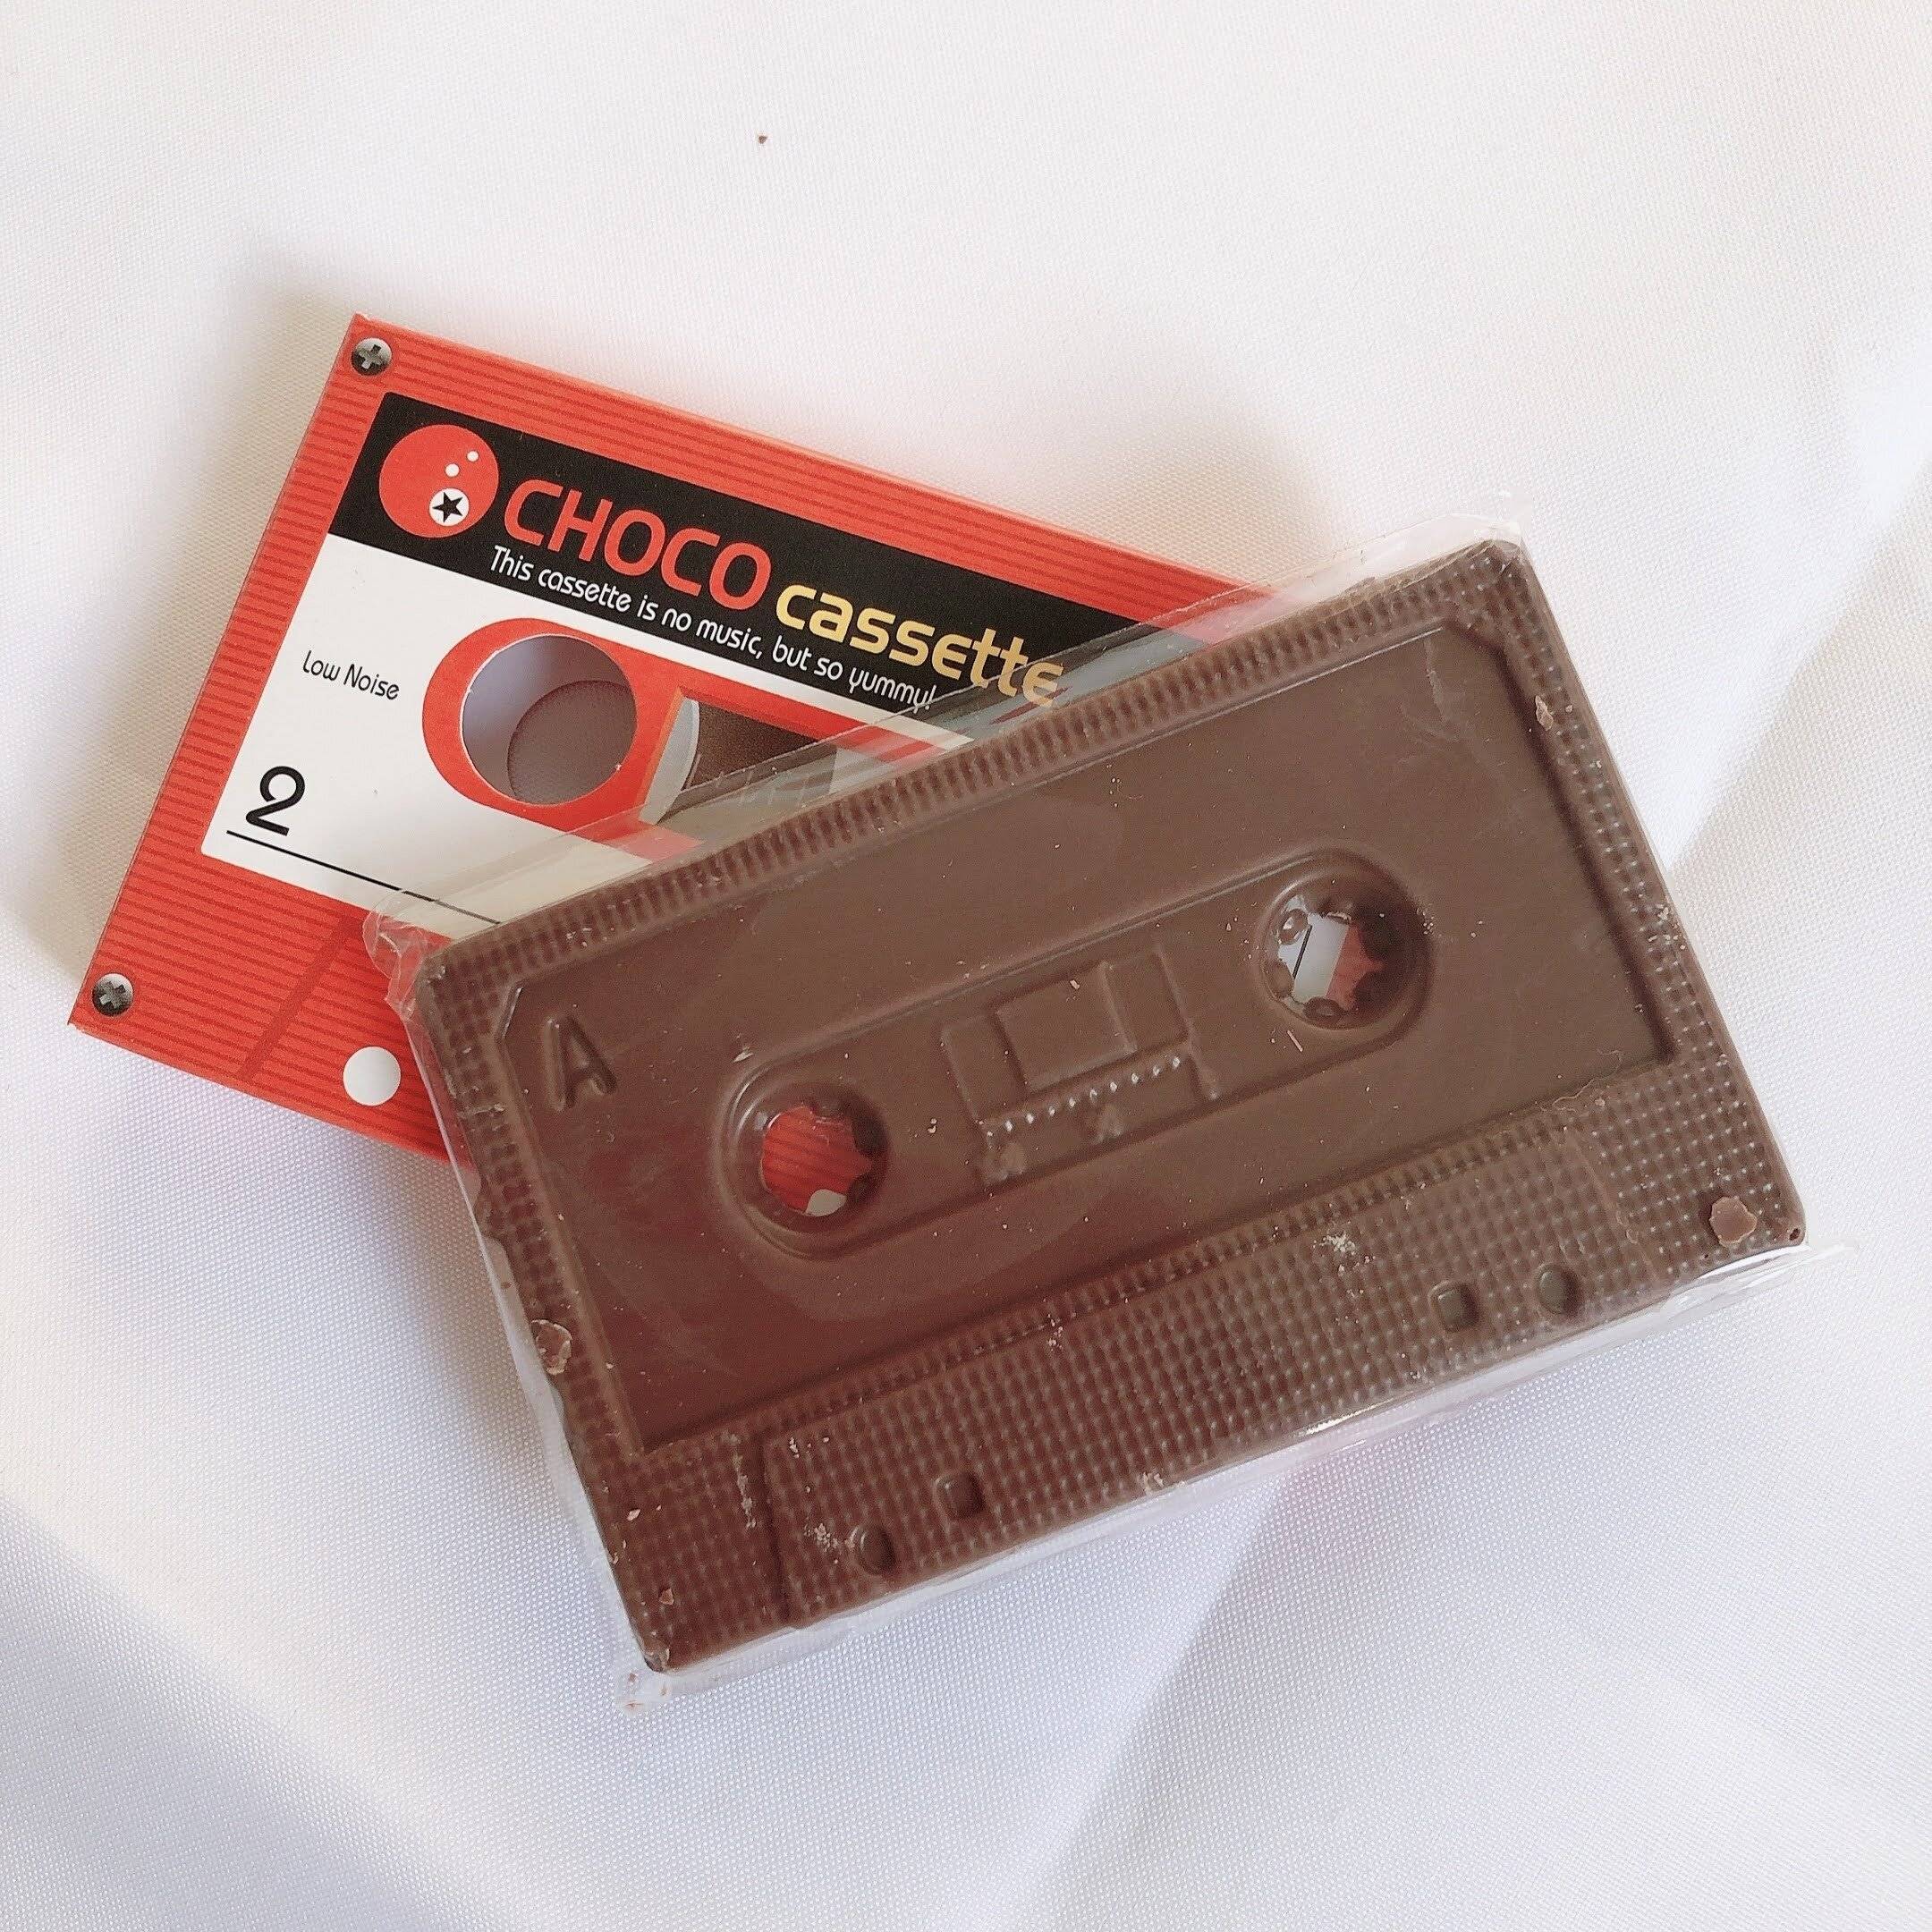 CHOCO cassette
This cassette is no music, but so yummy!
Low Noise
2
A